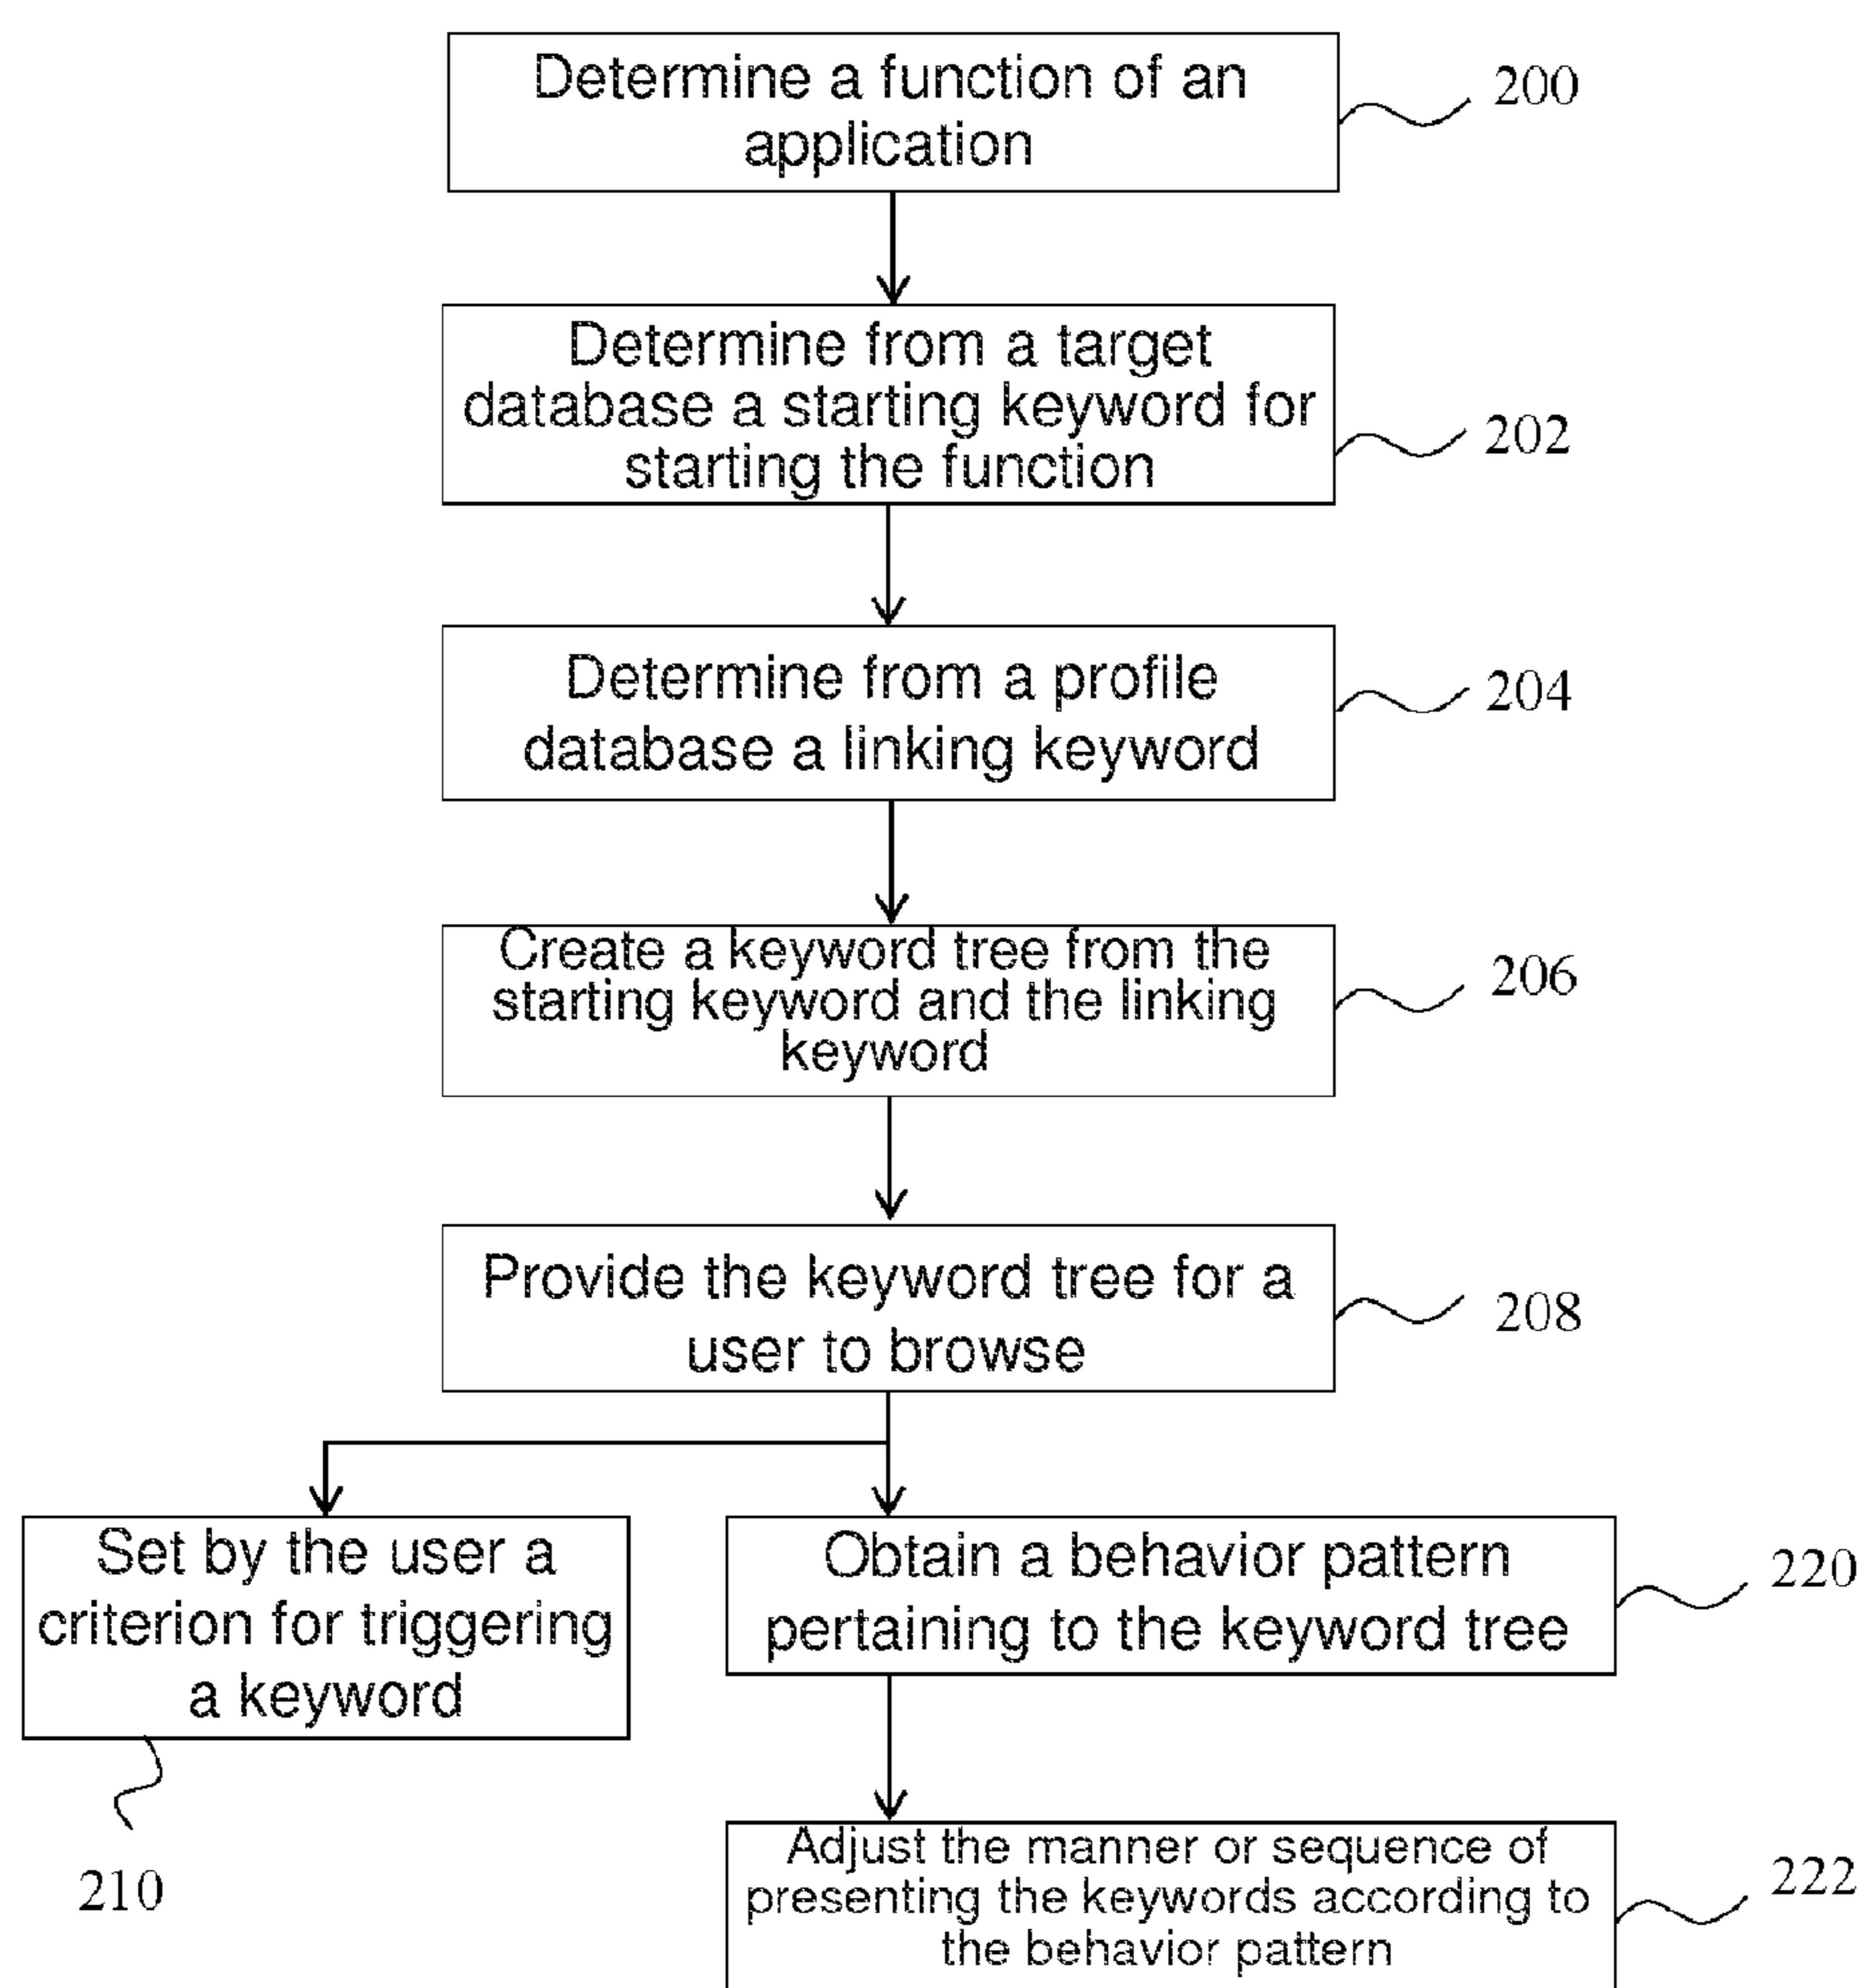 Determine a function of an
application
200
Determine from a target
database a starting keyword for
starting the function
202
Determine from a profile
database a linking keyword
204
Create a keyword tree from the
starting keyword and the linking
keyword
206
Provide the keyword tree for a
user to browse
208
Set by the user a
criterion for triggering
a keyword
210
Obtain a behavior pattern
pertaining to the keyword tree
220
Adjust the manner or sequence of
presenting the keywords according to
the behavior pattern
222